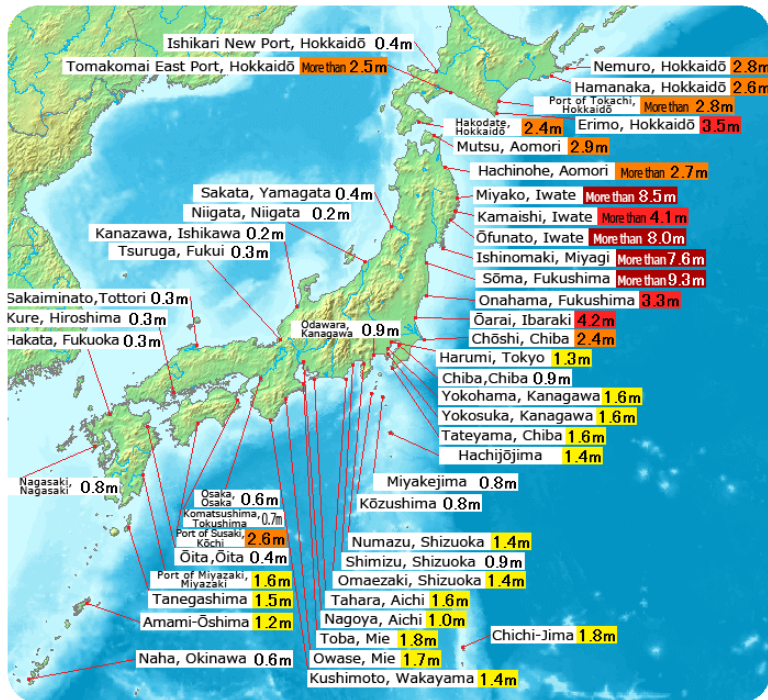 Ishikari New Port, Hokkaidō 0.4m
Tomakomai East Port, Hokkaidō More than 2.5m
Nemuro, Hokkaidō 2.8m
Hamanaka, Hokkaidō 2.6m
Port of Tokachi,
Hokkaidō More than 2.8m
Erimo, Hokkaidō 3.5m
Hakodate,
Hokkaidō 2.4m
Mutsu, Aomori 2.9m
Hachinohe, Aomori More than 2.7m
Sakata, Yamagata 0.4m
Niigata, Niigata 0.2m
Kanazawa, Ishikawa 0.2m
Tsuruga, Fukui 0.3m
Miyako, Iwate More than 8.5m
Kamaishi, Iwate More than 4.1m
Ōfunato, Iwate More than 8.0m
Ishinomaki, Miyagi More than 7.6m
Sōma, Fukushima More than 9.3m
Onahama, Fukushima 3.3m
Ōarai, Ibaraki 4.2m
Chōshi, Chiba 2.4m
Sakaiminato,Tottori 0.3m
Kure, Hiroshima 0.3m
Hakata, Fukuoka 0.3m
Odawara,
Kanagawa 0.9m
Harumi, Tokyo 1.3m
Chiba,Chiba 0.9m
Yokohama, Kanagawa 1.6m
Yokosuka, Kanagawa 1.6m
Tateyama, Chiba 1.6m
Hachijōjima 1.4m
Miyakejima 0.8m
Kōzushima 0.8m
Nagasaki,
Nagasaki 0.8m
Osaka,
Osaka 0.6m
Komatsushima,
Tokushima 0.7m
Port of Susaki,
Kōchi 2.6m
Ōita,Ōita 0.4m
Port of Miyazaki,
Miyazaki 1.6m
Tanegashima 1.5m
Amami-Ōshima 1.2m
Naha, Okinawa 0.6m
Numazu, Shizuoka 1.4m
Shimizu, Shizuoka 0.9m
Omaezaki, Shizuoka 1.4m
Tahara, Aichi 1.6m
Nagoya, Aichi 1.0m
Toba, Mie 1.8m
Owase, Mie 1.7m
Kushimoto, Wakayama 1.4m
Chichi-Jima 1.8m